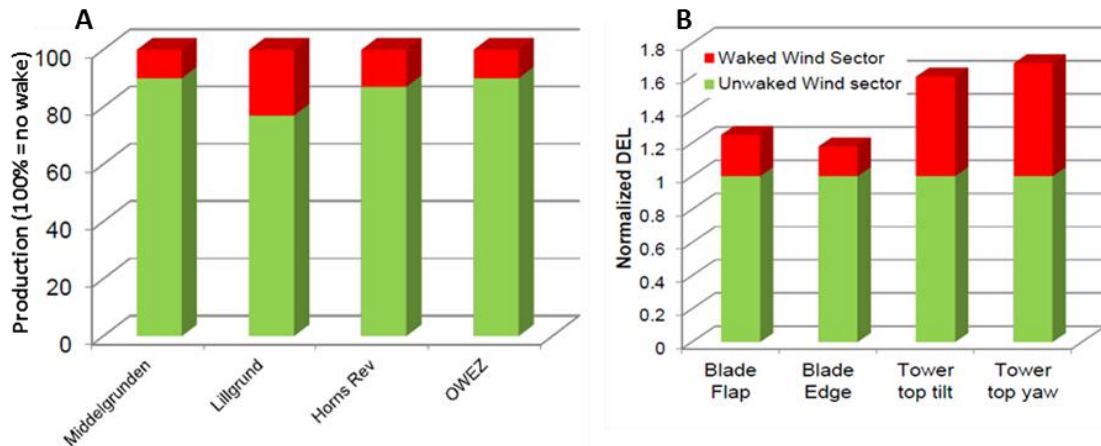 A
Production (100% = no wake)
100
80
60
40
20
0
Middelgrunden
Lillgrund
Horns Rev
OWEZ
B
Normalized DEL
1.8
1.6
1.4
1.2
1
0.8
0.6
0.4
0.2
0
Waked Wind Sector
Unwaked Wind sector
Blade
Flap
Blade
Edge
Tower
top tilt
Tower
top yaw